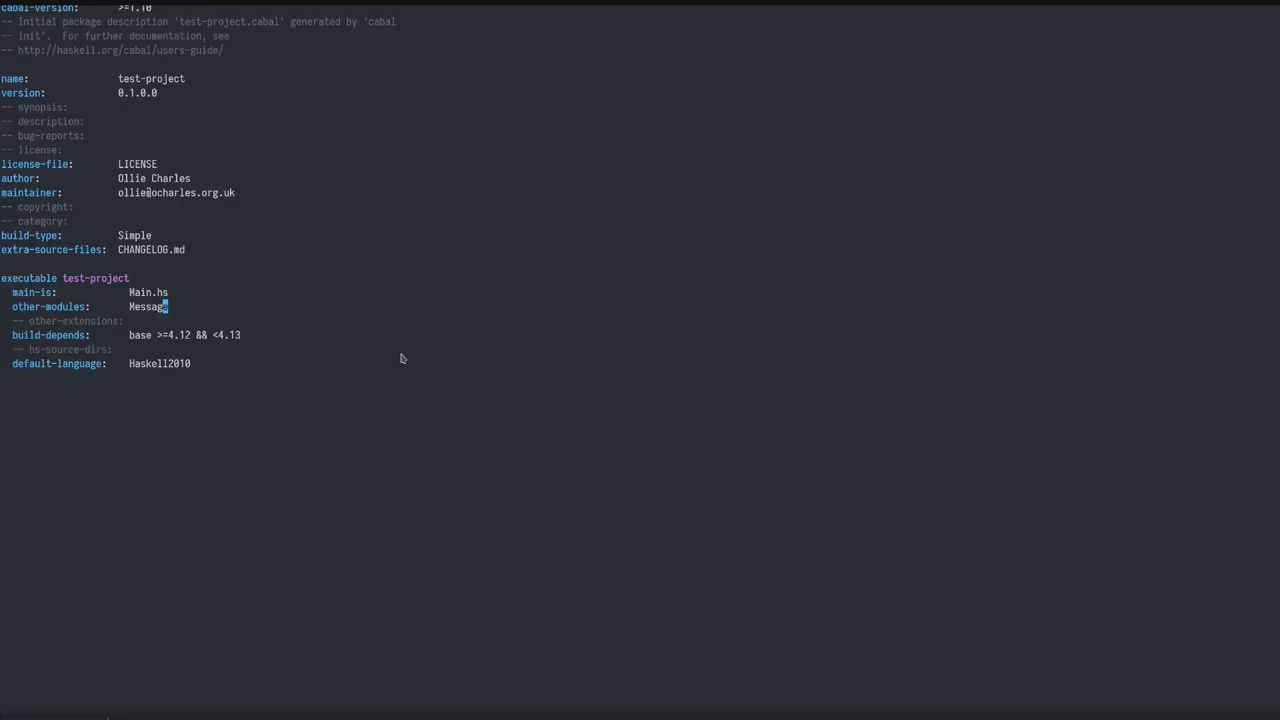 cabal-version:       >=1.10
-- Initial package description 'test-project.cabal' generated by 'cabal
-- init'.  For further documentation, see
-- http://haskell.org/cabal/users-guide/
name:                test-project
version:             0.1.0.0
-- synopsis:
-- description:
-- bug-reports:
-- license:
license-file:        LICENSE
author:              Ollie Charles
maintainer:          ollie@ocharles.org.uk
-- copyright:
-- category:
build-type:          Simple
extra-source-files:  CHANGELOG.md
executable test-project
  main-is:             Main.hs
  other-modules:       Message
  -- other-extensions:
  build-depends:       base >=4.12 && <4.13
  -- hs-source-dirs:
  default-language:    Haskell2010